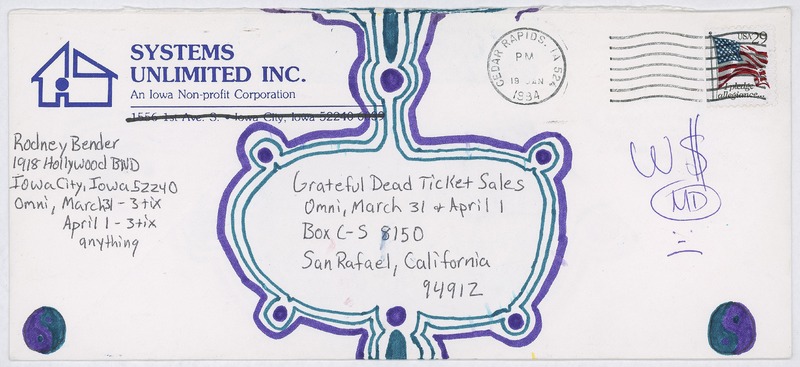 SYSTEMS
UNLIMITED INC.
An Iowa Non-profit Corporation
1556 1st Ave. S. • Iowa City, Iowa 52240-6039
Rodney Bender
1918 Hollywood Blvd
Iowa City, Iowa 52240
Omni, March 31 - 3 tix
April 1 - 3 tix
anything
Grateful Dead Ticket Sales
Omni, March 31 & April 1
Box C-S 8150
San Rafael, California
94912
CEDAR RAPIDS, IA 524
PM
19 JAN
1994
USA 29
I pledge
allegiance...
W$
MD